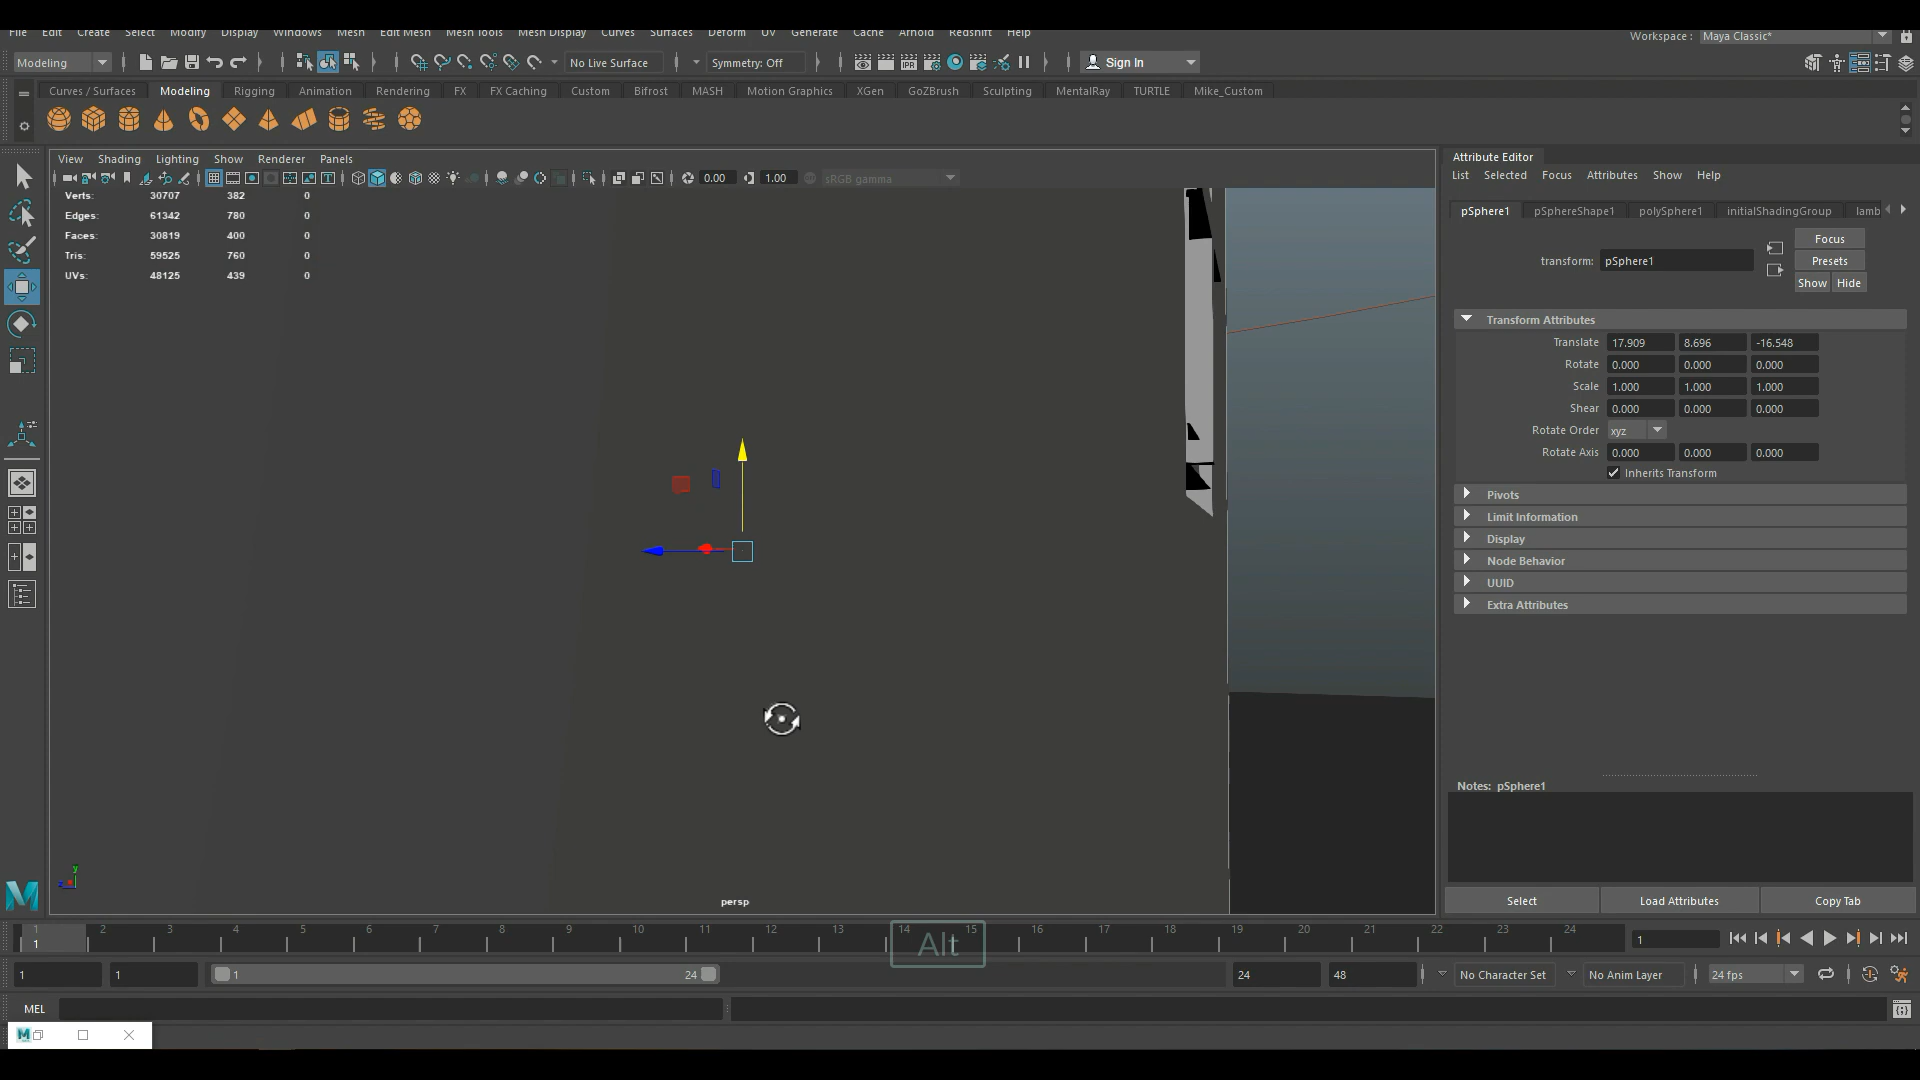 File Edit Create Select Modify Display Windows Mesh Edit Mesh Mesh Tools Mesh Display Curves Surfaces Deform UV Generate Cache Arnold Redshift Help
Workspace : Maya Classic*
Modeling No Live Surface Symmetry: Off Sign In
Curves / Surfaces Modeling Rigging Animation Rendering FX FX Caching Custom Bifrost MASH Motion Graphics XGen GoZBrush Sculpting MentalRay TURTLE Mike_Custom
View Shading Lighting Show Renderer Panels
0.00 1.00 sRGB gamma
Verts: 30707 382 0
Edges: 61342 780 0
Faces: 30819 400 0
Tris: 59525 760 0
UVs: 48125 439 0
persp
Attribute Editor
List Selected Focus Attributes Show Help
pSphere1 pSphereShape1 polySphere1 initialShadingGroup lamb
transform: pSphere1
Focus
Presets
Show Hide
Transform Attributes
Translate 17.909 8.696 -16.548
Rotate 0.000 0.000 0.000
Scale 1.000 1.000 1.000
Shear 0.000 0.000 0.000
Rotate Order xyz
Rotate Axis 0.000 0.000 0.000
Inherits Transform
Pivots
Limit Information
Display
Node Behavior
UUID
Extra Attributes
Notes: pSphere1
Select Load Attributes Copy Tab
1 2 3 4 5 6 7 8 9 10 11 12 13 14 15 16 17 18 19 20 21 22 23 24
1 Alt 1
1 1 1 24 24 48 No Character Set No Anim Layer 24 fps
MEL